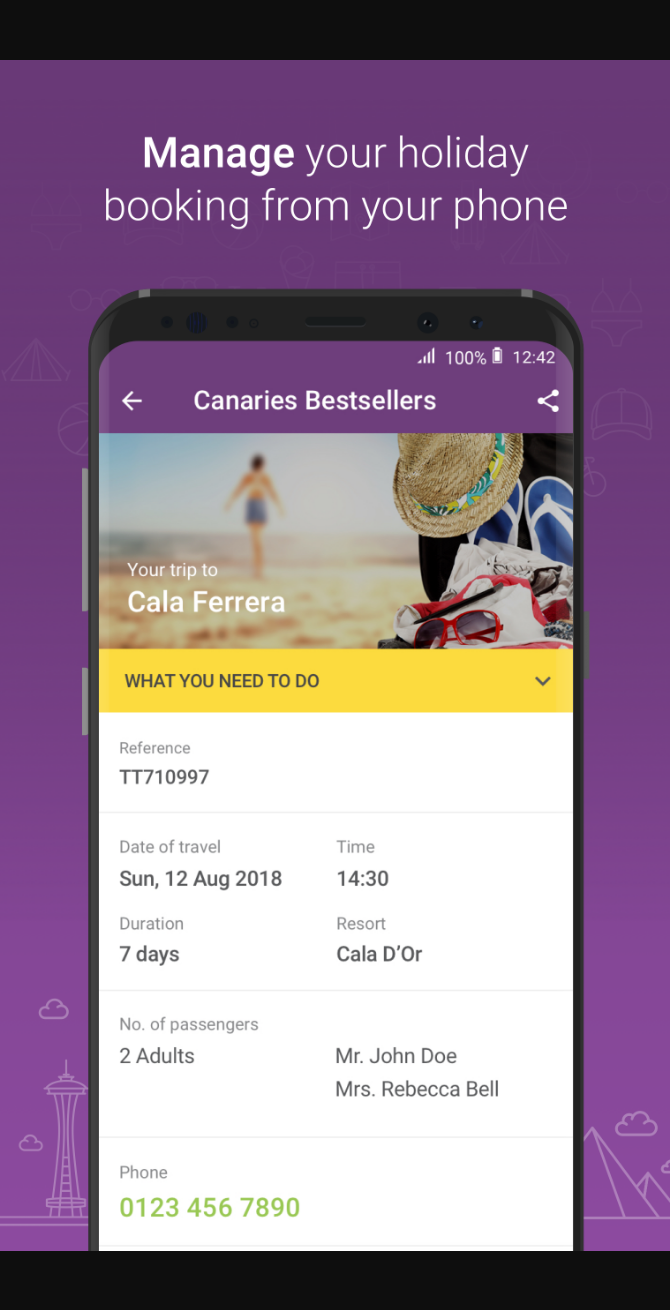 Manage your holiday
booking from your phone
100% 12:42
Canaries Bestsellers
Your trip to
Cala Ferrera
WHAT YOU NEED TO DO
Reference
TT710997
Date of travel Time
Sun, 12 Aug 2018 14:30
Duration Resort
7 days Cala D’Or
No. of passengers
2 Adults Mr. John Doe
Mrs. Rebecca Bell
Phone
0123 456 7890